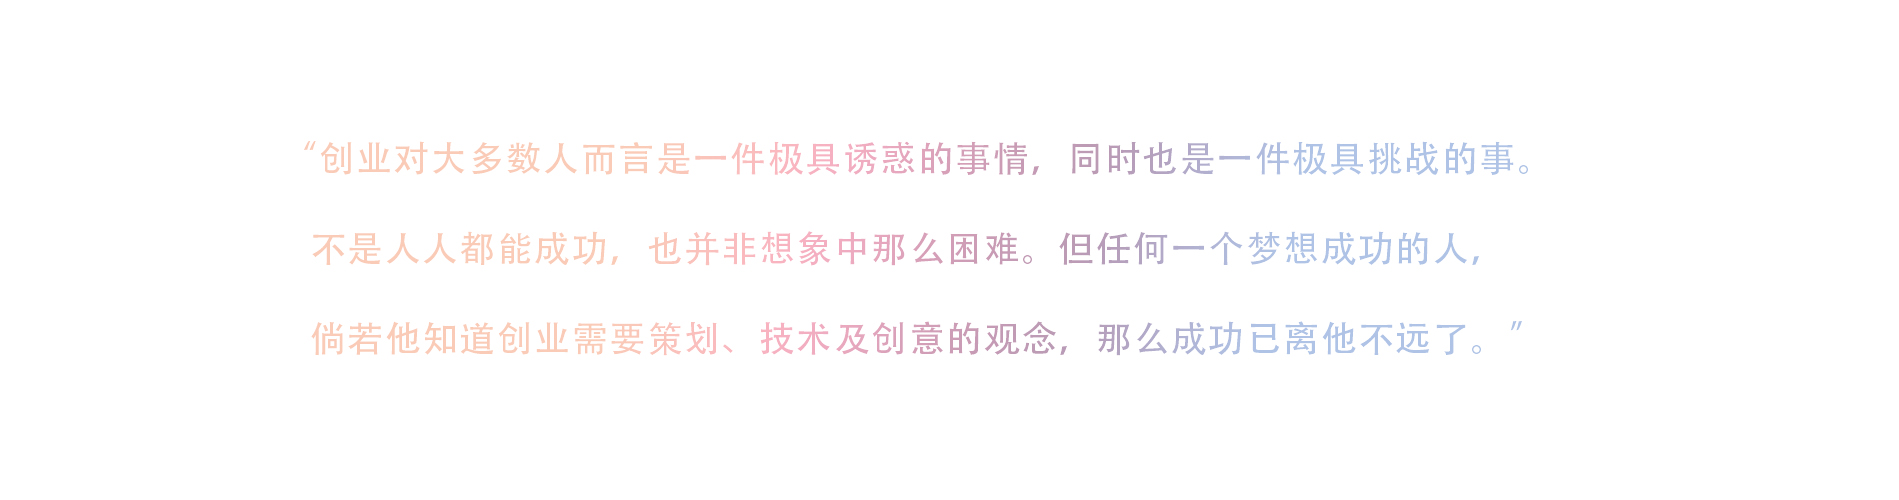 “创业对大多数人而言是一件极具诱惑的事情，同时也是一件极具挑战的事。
不是人人都能成功，也并非想象中那么困难。但任何一个梦想成功的人，
倘若他知道创业需要策划、技术及创意的观念，那么成功已离他不远了。”